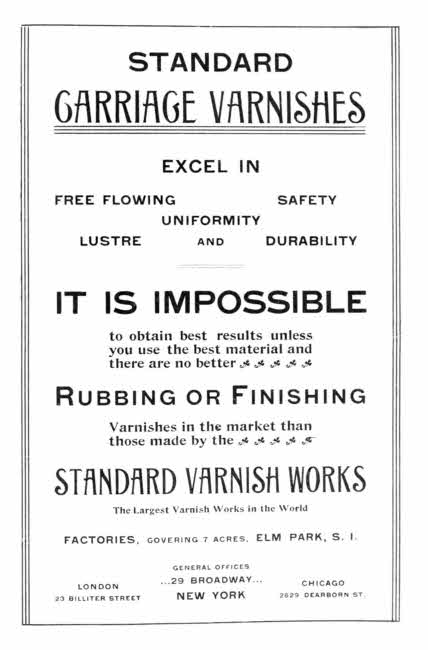 STANDARD
CARRIAGE VARNISHES
EXCEL IN
FREE FLOWING SAFETY
UNIFORMITY
LUSTRE AND DURABILITY
IT IS IMPOSSIBLE
to obtain best results unless
you use the best material and
there are no better
RUBBING OR FINISHING
Varnishes in the market than
those made by the
STANDARD VARNISH WORKS
The Largest Varnish Works in the World
FACTORIES, COVERING 7 ACRES, ELM PARK, S. I.
GENERAL OFFICES
...29 BROADWAY...
NEW YORK
LONDON
23 BILLITER STREET
CHICAGO
2629 DEARBORN ST.